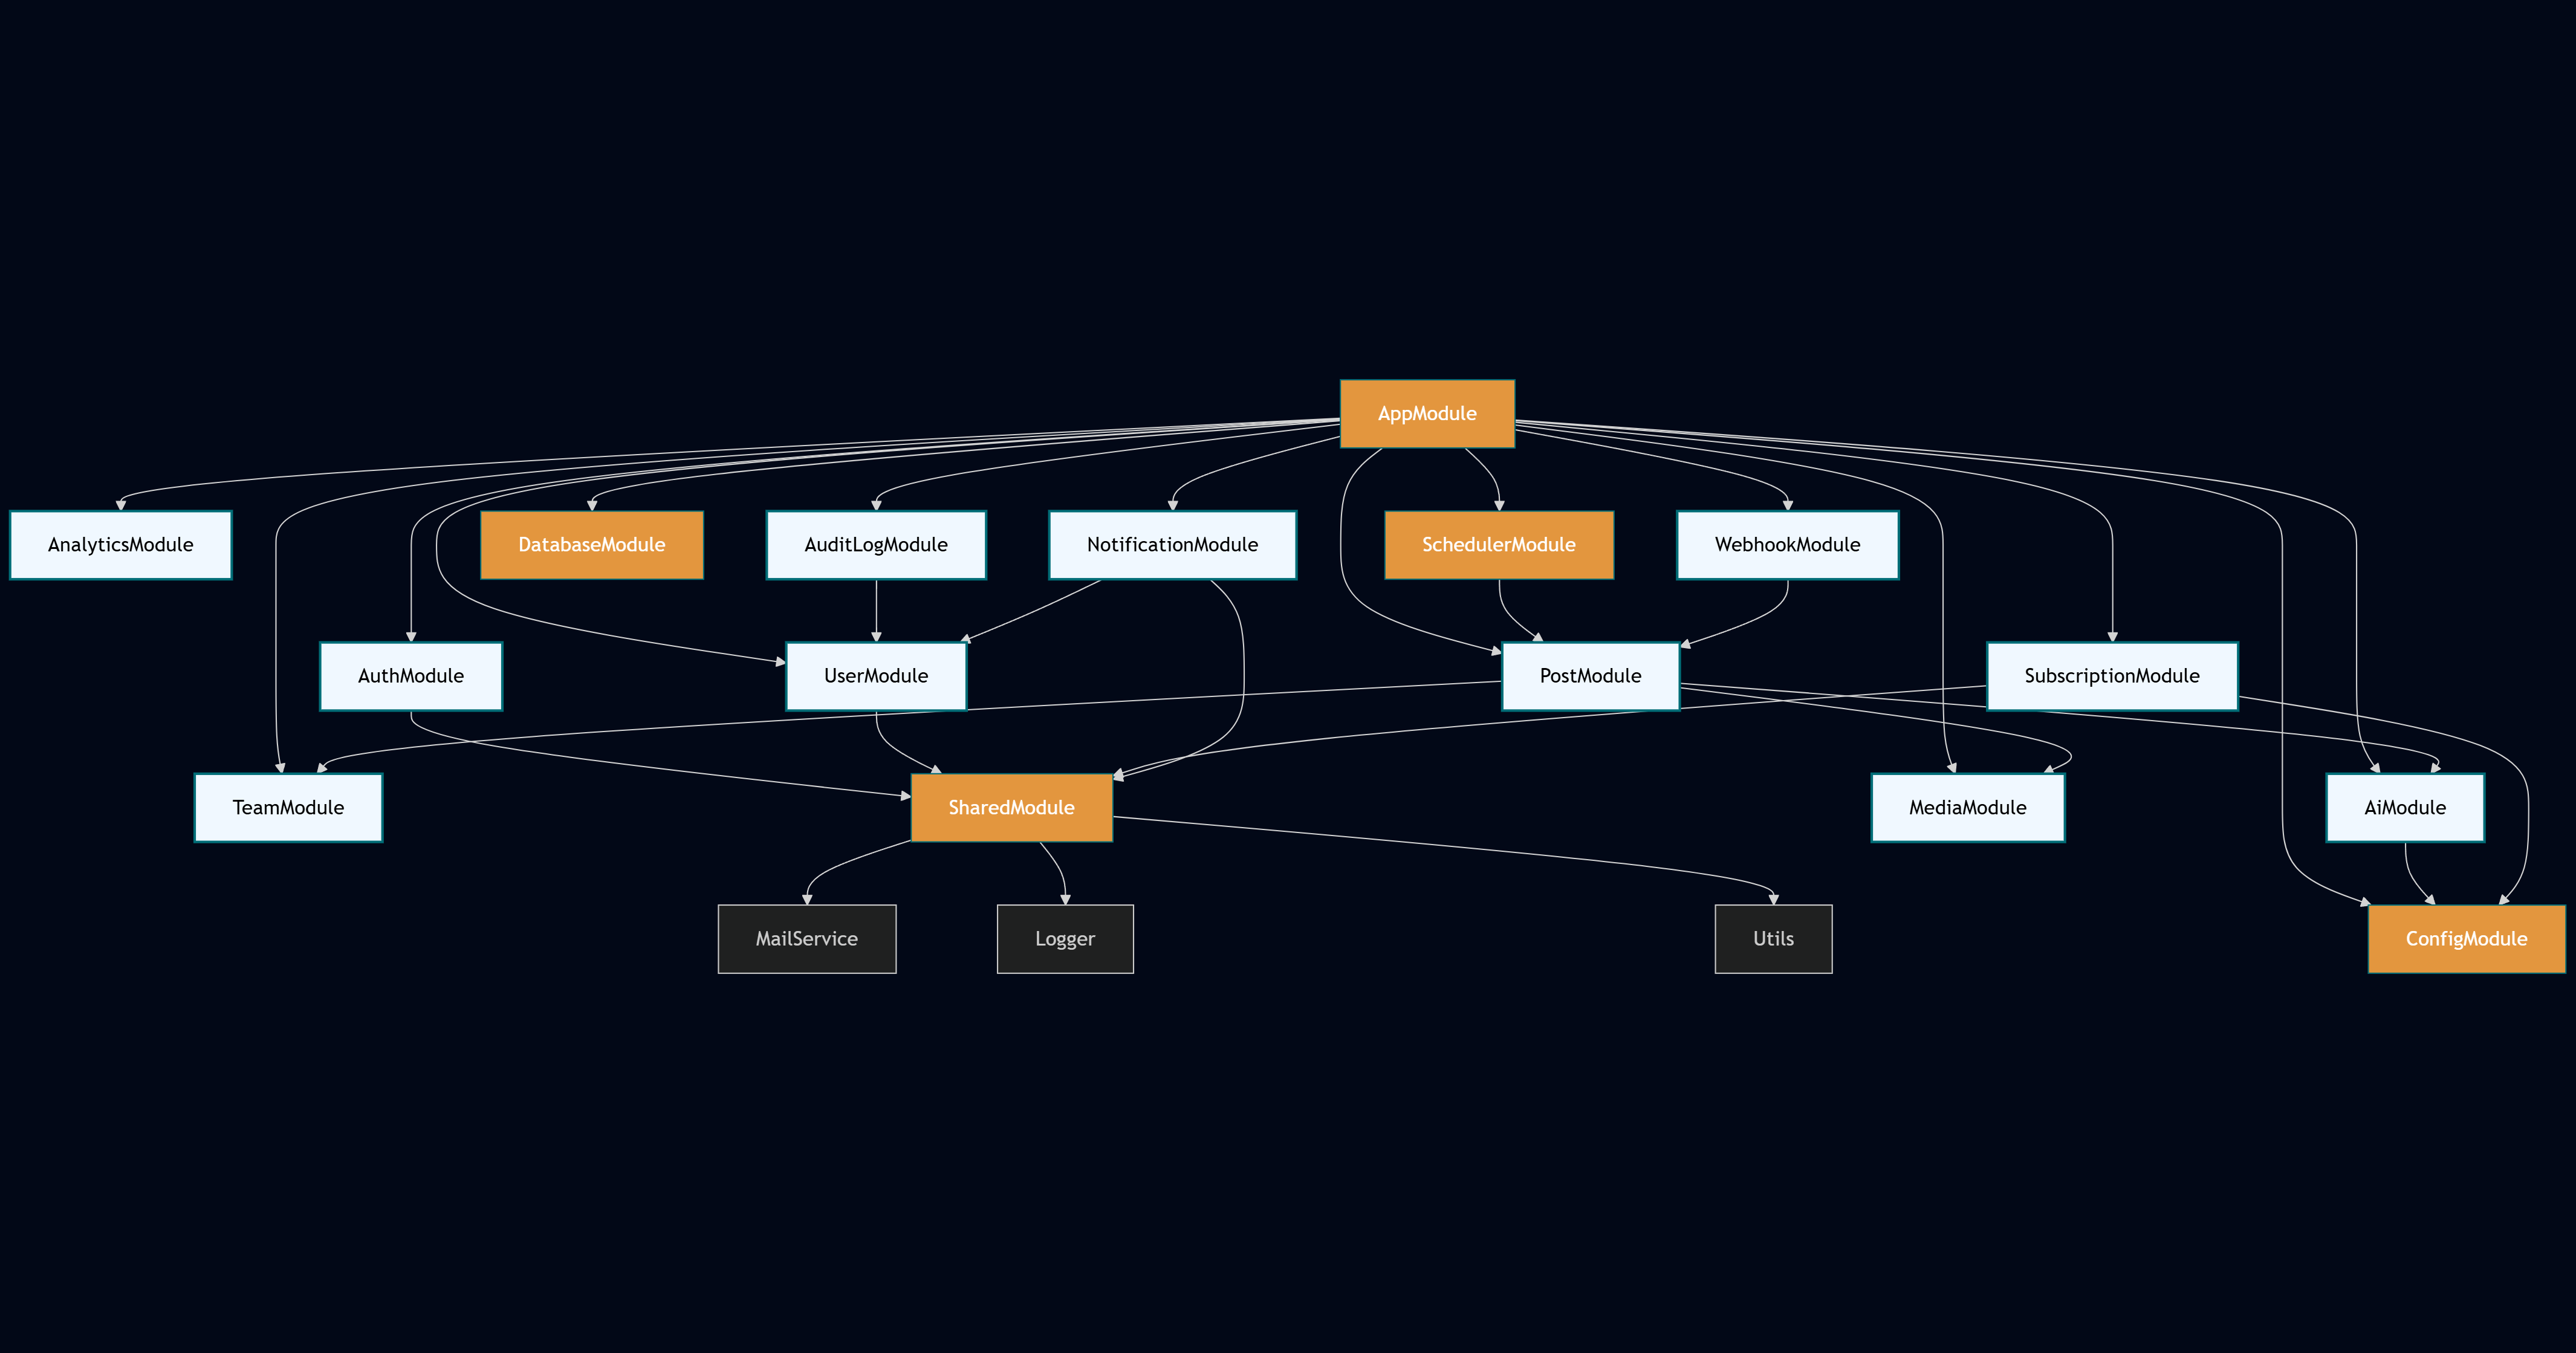 AppModule
AnalyticsModule
DatabaseModule
AuditLogModule
NotificationModule
SchedulerModule
WebhookModule
AuthModule
UserModule
PostModule
SubscriptionModule
TeamModule
SharedModule
MediaModule
AiModule
MailService
Logger
Utils
ConfigModule